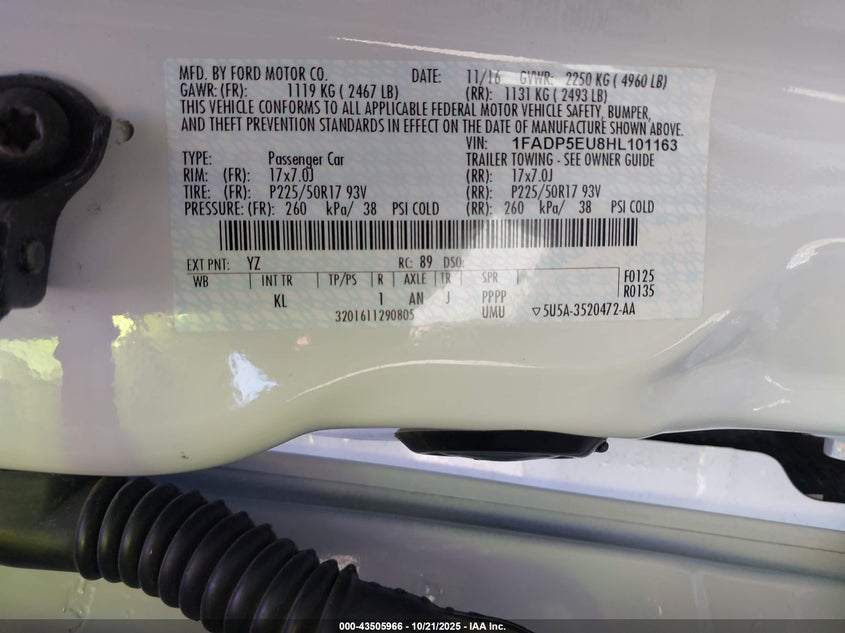 MFD. BY FORD MOTOR CO. DATE: 11/16 GVWR: 2250 KG ( 4960 LB)
GAWR: (FR): 1119 KG ( 2467 LB) (RR): 1131 KG ( 2493 LB)
THIS VEHICLE CONFORMS TO ALL APPLICABLE FEDERAL MOTOR VEHICLE SAFETY, BUMPER,
AND THEFT PREVENTION STANDARDS IN EFFECT ON THE DATE OF MANUFACTURE SHOWN ABOVE.
VIN: 1FADP5EU8HL101163
TYPE: Passenger Car TRAILER TOWING - SEE OWNER GUIDE
RIM: (FR): 17x7.0J (RR): 17x7.0J
TIRE: (FR): P225/50R17 93V (RR): P225/50R17 93V
PRESSURE: (FR): 260 kPa/ 38 PSI COLD (RR): 260 kPa/ 38 PSI COLD
EXT PNT: YZ RC: 89 DSO:
WB INT TR TP/PS R AXLE TR SPR F0125
KL 1 AN J PPPP R0135
3201611290805 UMU ▽5U5A-3520472-AA
000-43505966 - 10/21/2025 - IAA Inc.